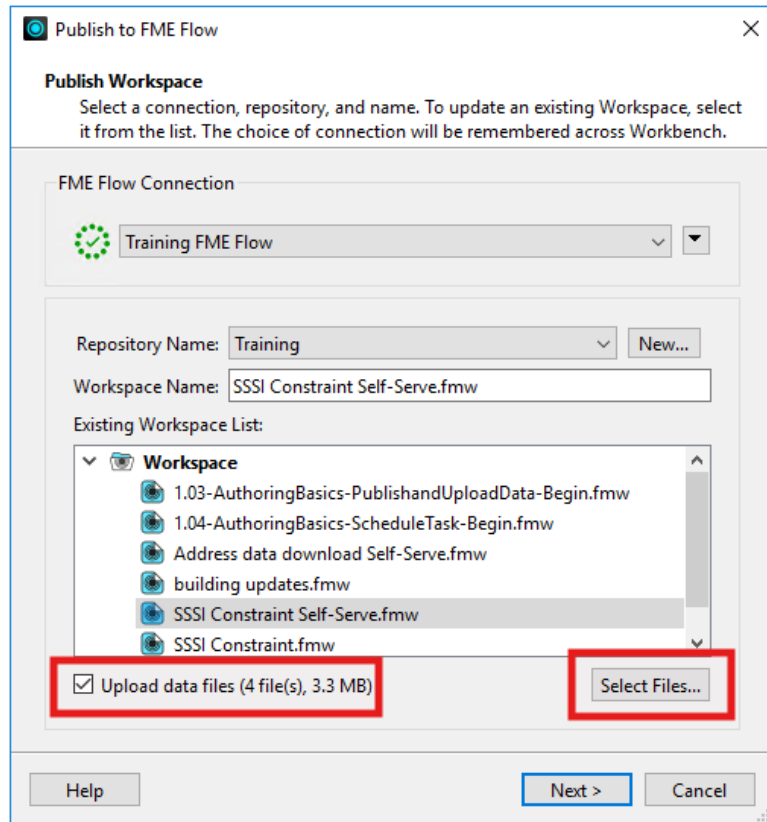 Publish to FME Flow
Publish Workspace
Select a connection, repository, and name. To update an existing Workspace, select
it from the list. The choice of connection will be remembered across Workbench.
FME Flow Connection
Training FME Flow
Repository Name: Training New...
Workspace Name: SSSI Constraint Self-Serve.fmw
Existing Workspace List:
Workspace
1.03-AuthoringBasics-PublishandUploadData-Begin.fmw
1.04-AuthoringBasics-ScheduleTask-Begin.fmw
Address data download Self-Serve.fmw
building updates.fmw
SSSI Constraint Self-Serve.fmw
SSSI Constraint.fmw
Upload data files (4 file(s), 3.3 MB) Select Files...
Help Next > Cancel